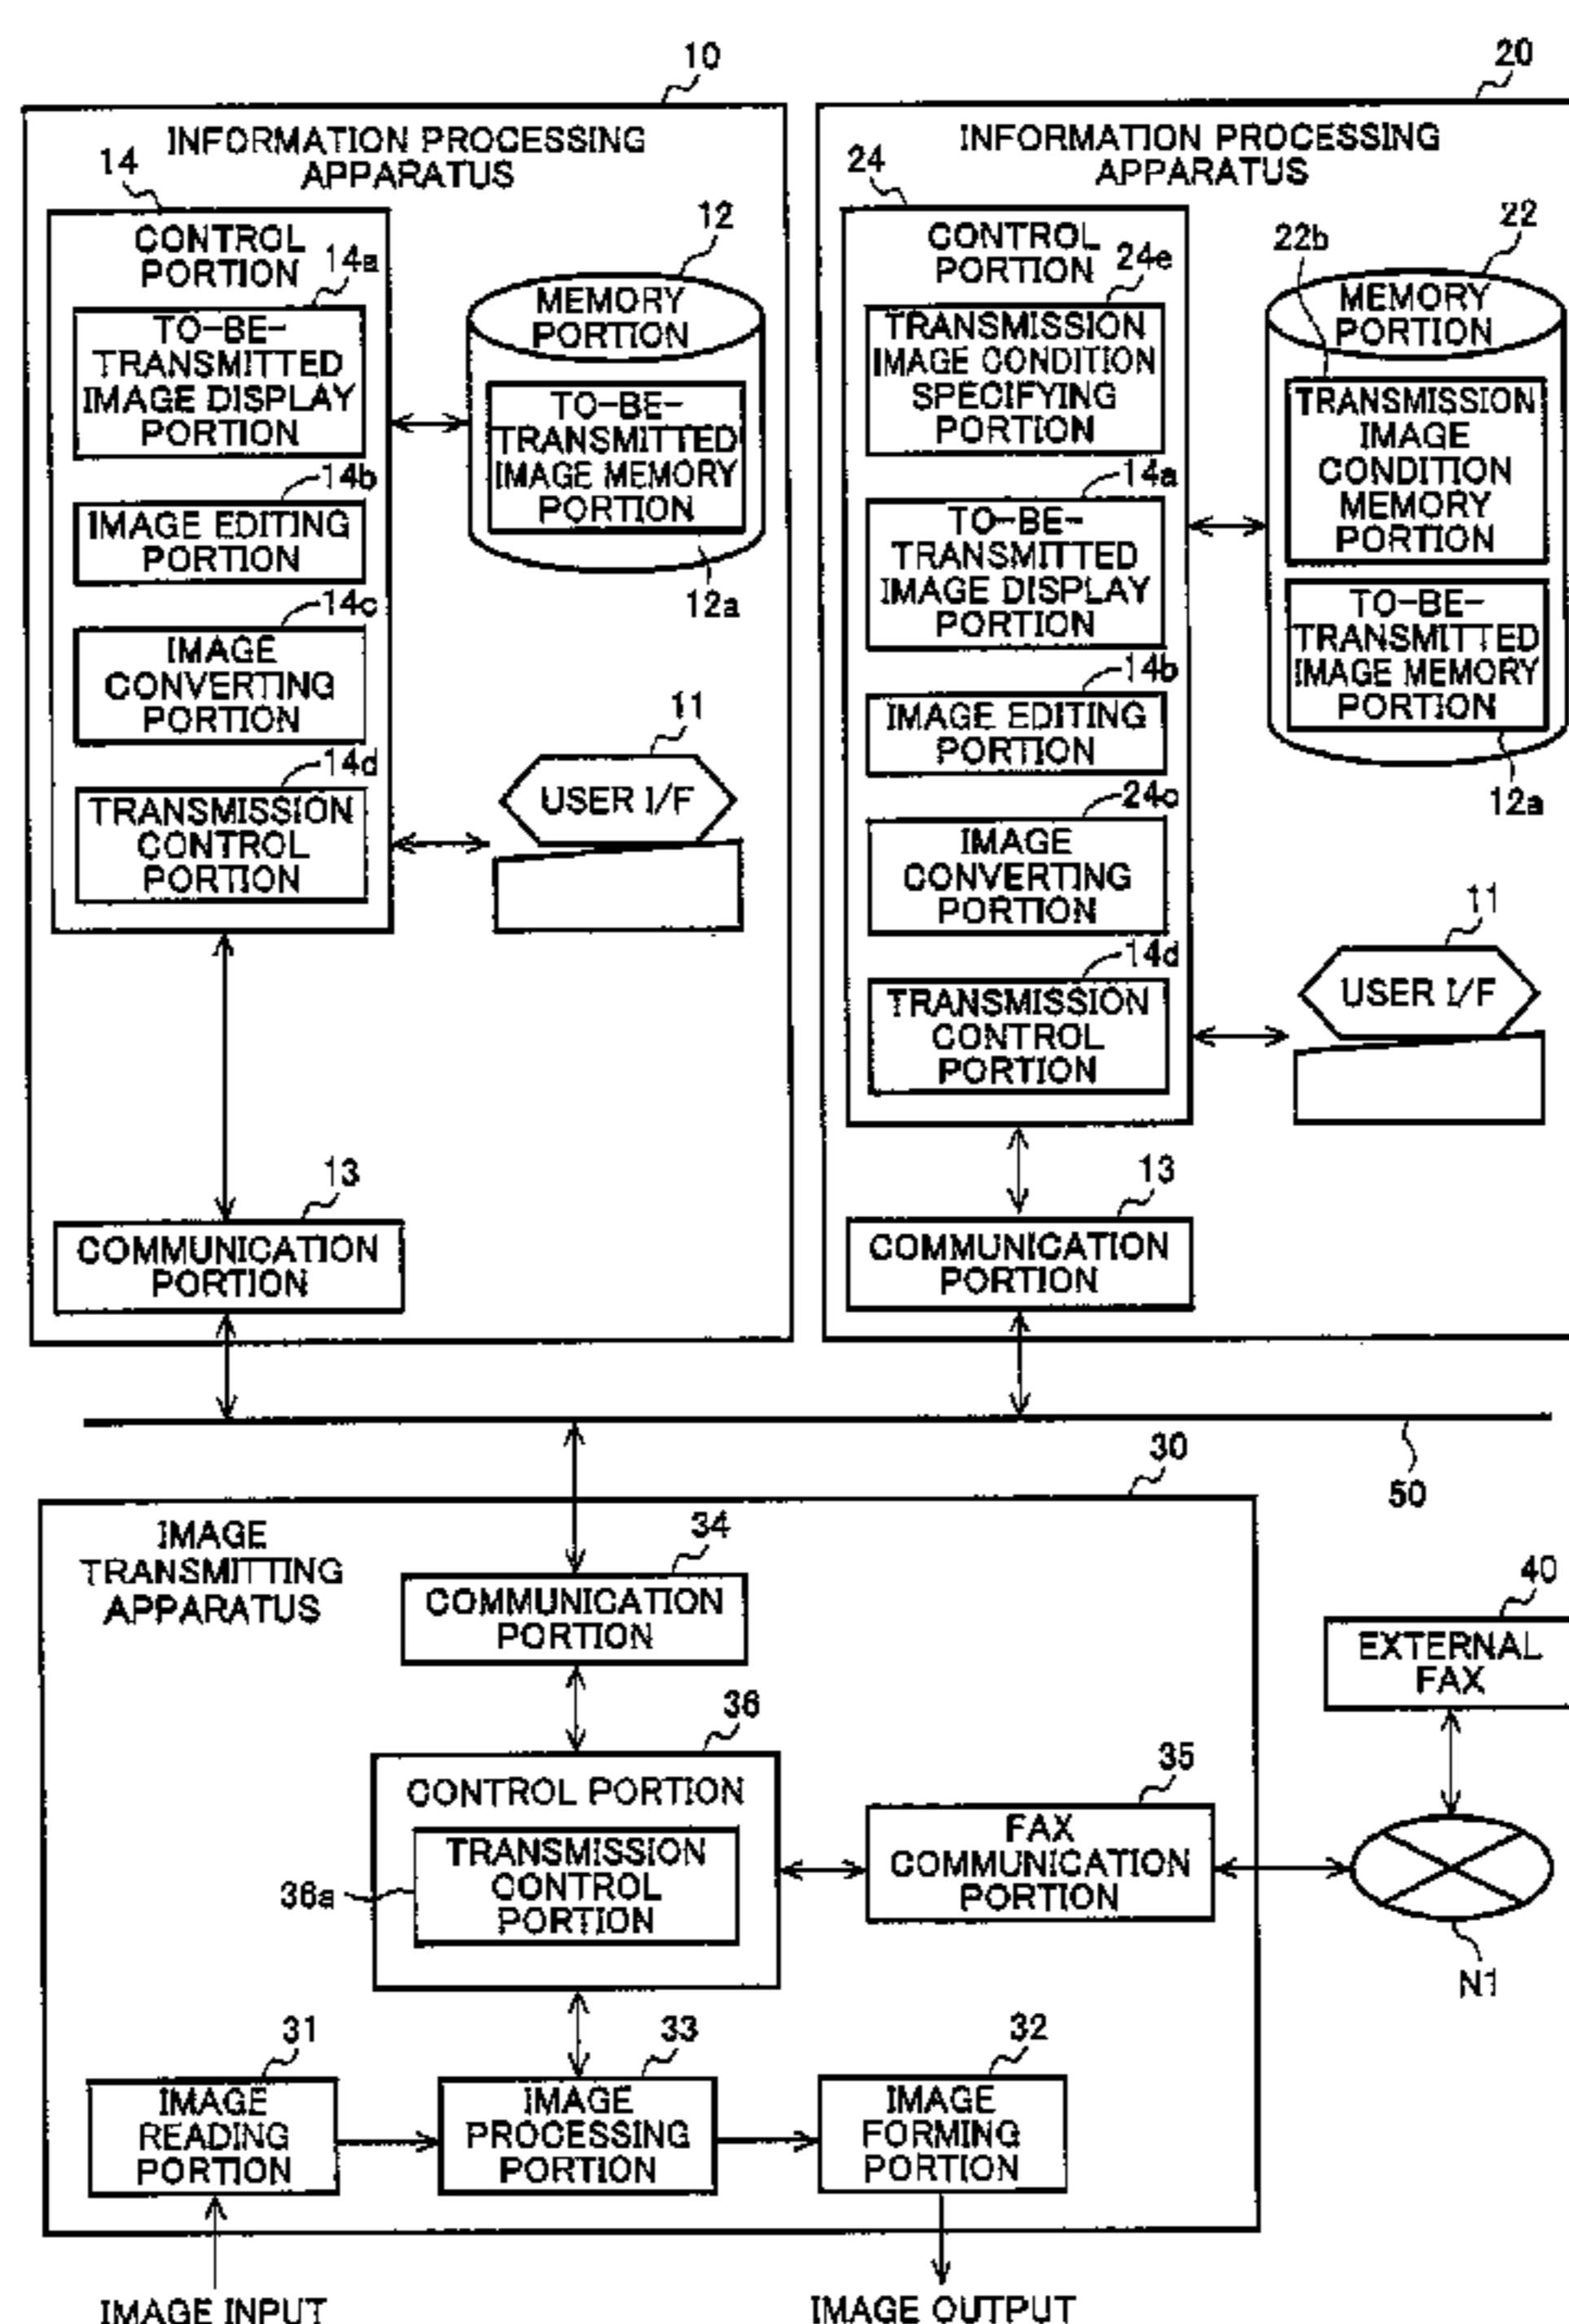 10
INFORMATION PROCESSING
APPARATUS
14
CONTROL
PORTION
14a
TO-BE-
TRANSMITTED
IMAGE DISPLAY
PORTION
14b
IMAGE EDITING
PORTION
14c
IMAGE
CONVERTING
PORTION
14d
TRANSMISSION
CONTROL
PORTION
12
MEMORY
PORTION
TO-BE-
TRANSMITTED
IMAGE MEMORY
PORTION
12a
11
USER I/F
13
COMMUNICATION
PORTION
20
INFORMATION PROCESSING
APPARATUS
24
CONTROL
PORTION
24e
TRANSMISSION
IMAGE CONDITION
SPECIFYING
PORTION
14a
TO-BE-
TRANSMITTED
IMAGE DISPLAY
PORTION
14b
IMAGE EDITING
PORTION
24c
IMAGE
CONVERTING
PORTION
14d
TRANSMISSION
CONTROL
PORTION
22
22b
MEMORY
PORTION
TRANSMISSION
IMAGE
CONDITION
MEMORY
PORTION
TO-BE-
TRANSMITTED
IMAGE MEMORY
PORTION
12a
11
USER I/F
13
COMMUNICATION
PORTION
50
30
IMAGE
TRANSMITTING
APPARATUS
34
COMMUNICATION
PORTION
36
CONTROL PORTION
TRANSMISSION
CONTROL
PORTION
36a
35
FAX
COMMUNICATION
PORTION
40
EXTERNAL
FAX
N1
31
IMAGE
READING
PORTION
33
IMAGE
PROCESSING
PORTION
32
IMAGE
FORMING
PORTION
IMAGE INPUT
IMAGE OUTPUT